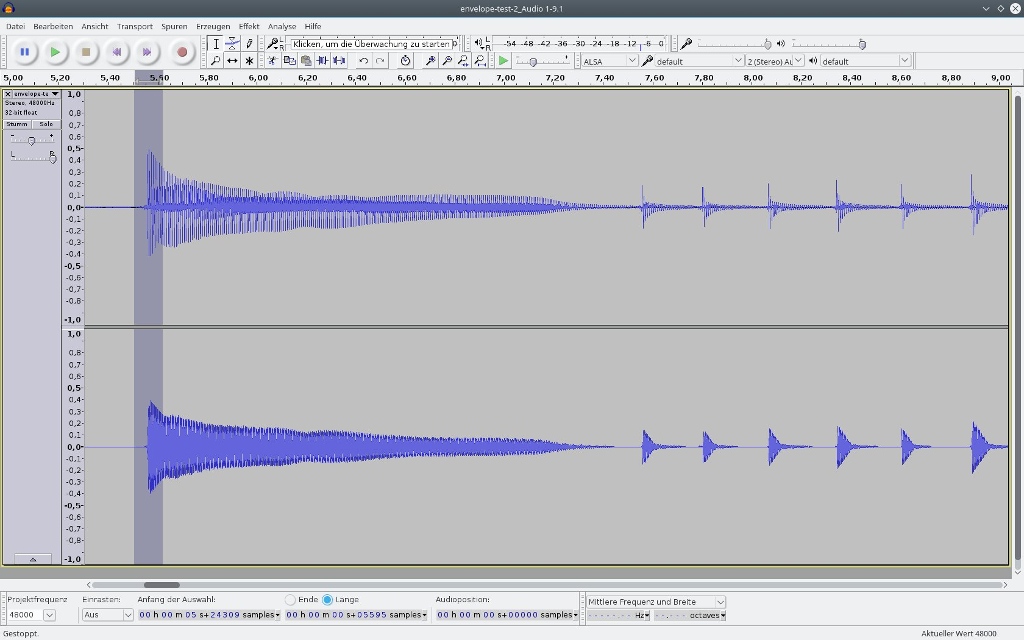 envelope-test-2_Audio 1-9.1
Datei Bearbeiten Ansicht Transport Spuren Erzeugen Effekt Analyse Hilfe
Klicken, um die Überwachung zu starten 0
-54 -48 -42 -36 -30 -24 -18 -12 -6 0
ALSA default 2 (Stereo) Au default
5,00 5,20 5,40 5,60 5,80 6,00 6,20 6,40 6,60 6,80 7,00 7,20 7,40 7,60 7,80 8,00 8,20 8,40 8,60 8,80 9,00
envelope-te
Stereo, 48000Hz
32-bit float
Stumm Solo
- +
L R
1,0
0,8
0,7
0,6
0,5
0,4
0,3
0,2
0,1
0,0
-0,1
-0,2
-0,3
-0,4
-0,5
-0,6
-0,7
-0,8
-1,0
1,0
0,8
0,7
0,6
0,5
0,4
0,3
0,2
0,1
0,0
-0,1
-0,2
-0,3
-0,4
-0,5
-0,6
-0,7
-0,8
-1,0
Projektfrequenz Einrasten: Anfang der Auswahl: Ende Länge Audioposition: Mittlere Frequenz und Breite
48000 Aus 00 h 00 m 05 s+24309 samples 00 h 00 m 00 s+05595 samples 00 h 00 m 00 s+00000 samples
Hz octaves
Gestoppt. Aktueller Wert 48000